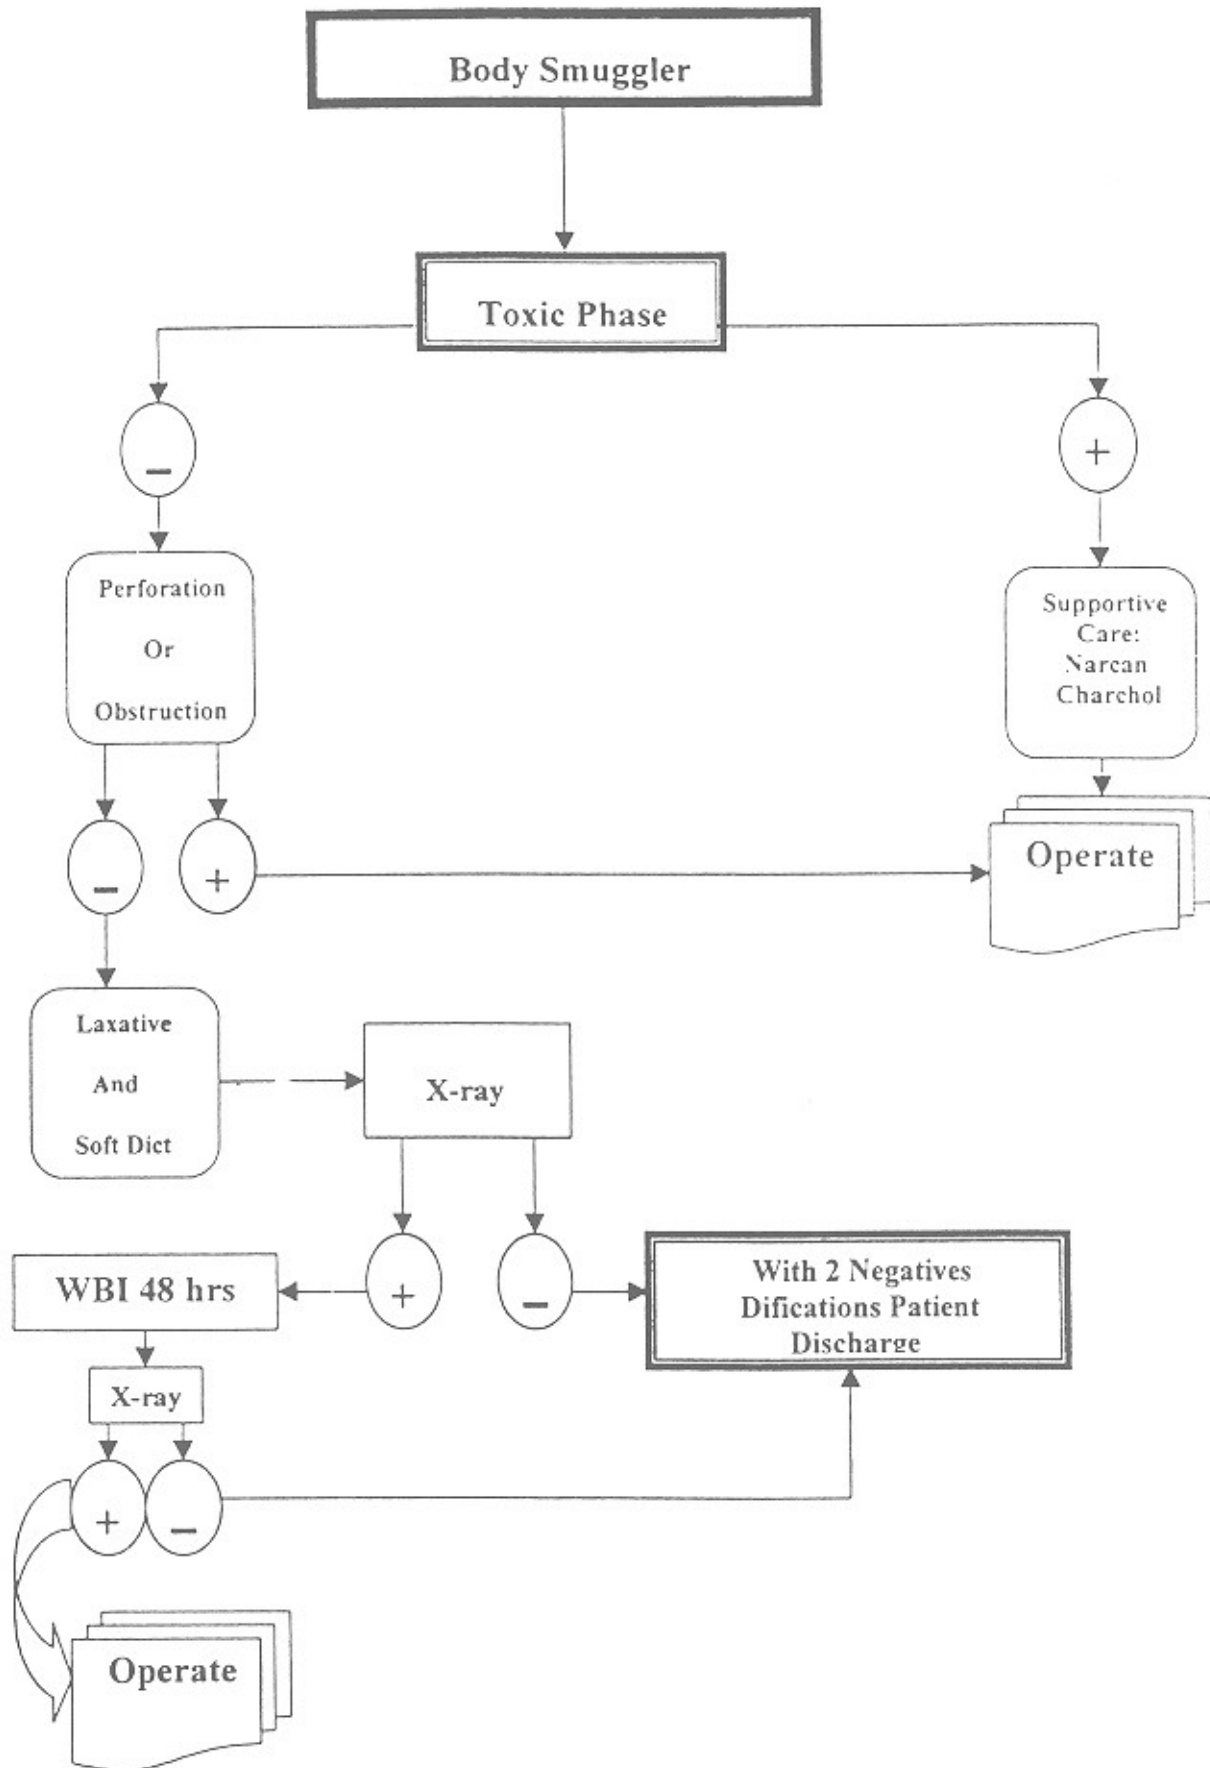 Body Smuggler
Toxic Phase
–
+
Perforation
Or
Obstruction
Supportive
Care:
Narcan
Charchol
–
+
Operate
Laxative
And
Soft Dict
X-ray
+
–
WBI 48 hrs
With 2 Negatives
Difications Patient
Discharge
X-ray
+
–
Operate